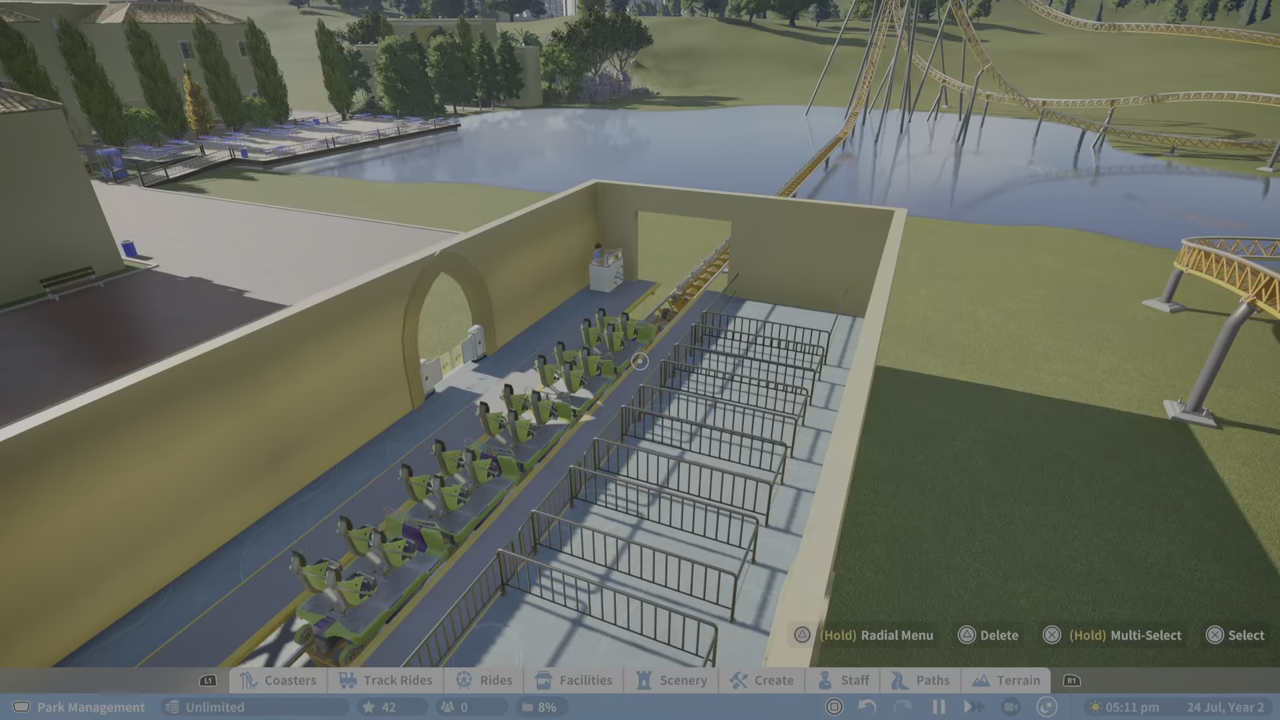 (Hold) Radial Menu Delete (Hold) Multi-Select Select
L1 Coasters Track Rides Rides Facilities Scenery Create Staff Paths Terrain R1
Park Management Unlimited 42 0 8% 05:11 pm 24 Jul, Year 2